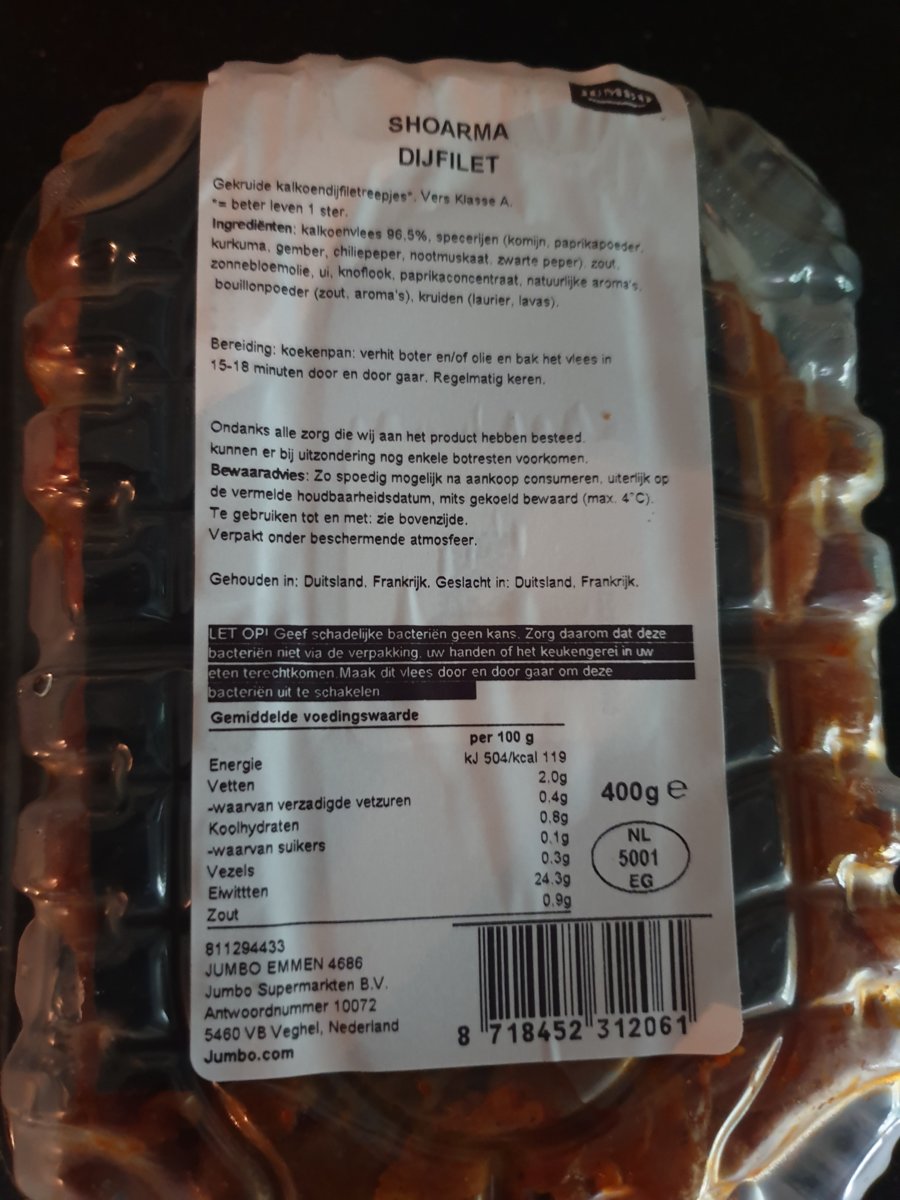 JUMBO
SHOARMA
DIJFILET
Gekruide kalkoendijfiletreepjes*. Vers Klasse A.
*= beter leven 1 ster.
Ingrediënten: kalkoenvlees 96,5%, specerijen (komijn, paprikapoeder,
kurkuma, gember, chilipeper, nootmuskaat, zwarte peper), zout,
zonnebloemolie, ui, knoflook, paprikaconcentraat, natuurlijke aroma's,
bouillonpoeder (zout, aroma's), kruiden (laurier, lavas).
Bereiding: koekenpan: verhit boter en/of olie en bak het vlees in
15-18 minuten door en door gaar. Regelmatig keren.
Ondanks alle zorg die wij aan het product hebben besteed,
kunnen er bij uitzondering nog enkele botresten voorkomen.
Bewaaradvies: Zo spoedig mogelijk na aankoop consumeren, uiterlijk op
de vermelde houdbaarheidsdatum, mits gekoeld bewaard (max. 4°C).
Te gebruiken tot en met: zie bovenzijde.
Verpakt onder beschermende atmosfeer.
Gehouden in: Duitsland, Frankrijk. Geslacht in: Duitsland, Frankrijk.
LET OP! Geef schadelijke bacteriën geen kans. Zorg daarom dat deze
bacteriën niet via de verpakking, uw handen of het keukengerei in uw
eten terechtkomen. Maak dit vlees door en door gaar om deze
bacteriën uit te schakelen
Gemiddelde voedingswaarde
per 100 g
Energie kJ 504/kcal 119
Vetten 2.0g
-waarvan verzadigde vetzuren 0.4g
Koolhydraten 0.8g
-waarvan suikers 0.1g
Vezels 0.3g
Eiwittten 24.3g
Zout 0.9g
400g e
NL
5001
EG
811294433
JUMBO EMMEN 4686
Jumbo Supermarkten B.V.
Antwoordnummer 10072
5460 VB Veghel, Nederland
Jumbo.com
8 718452 312061